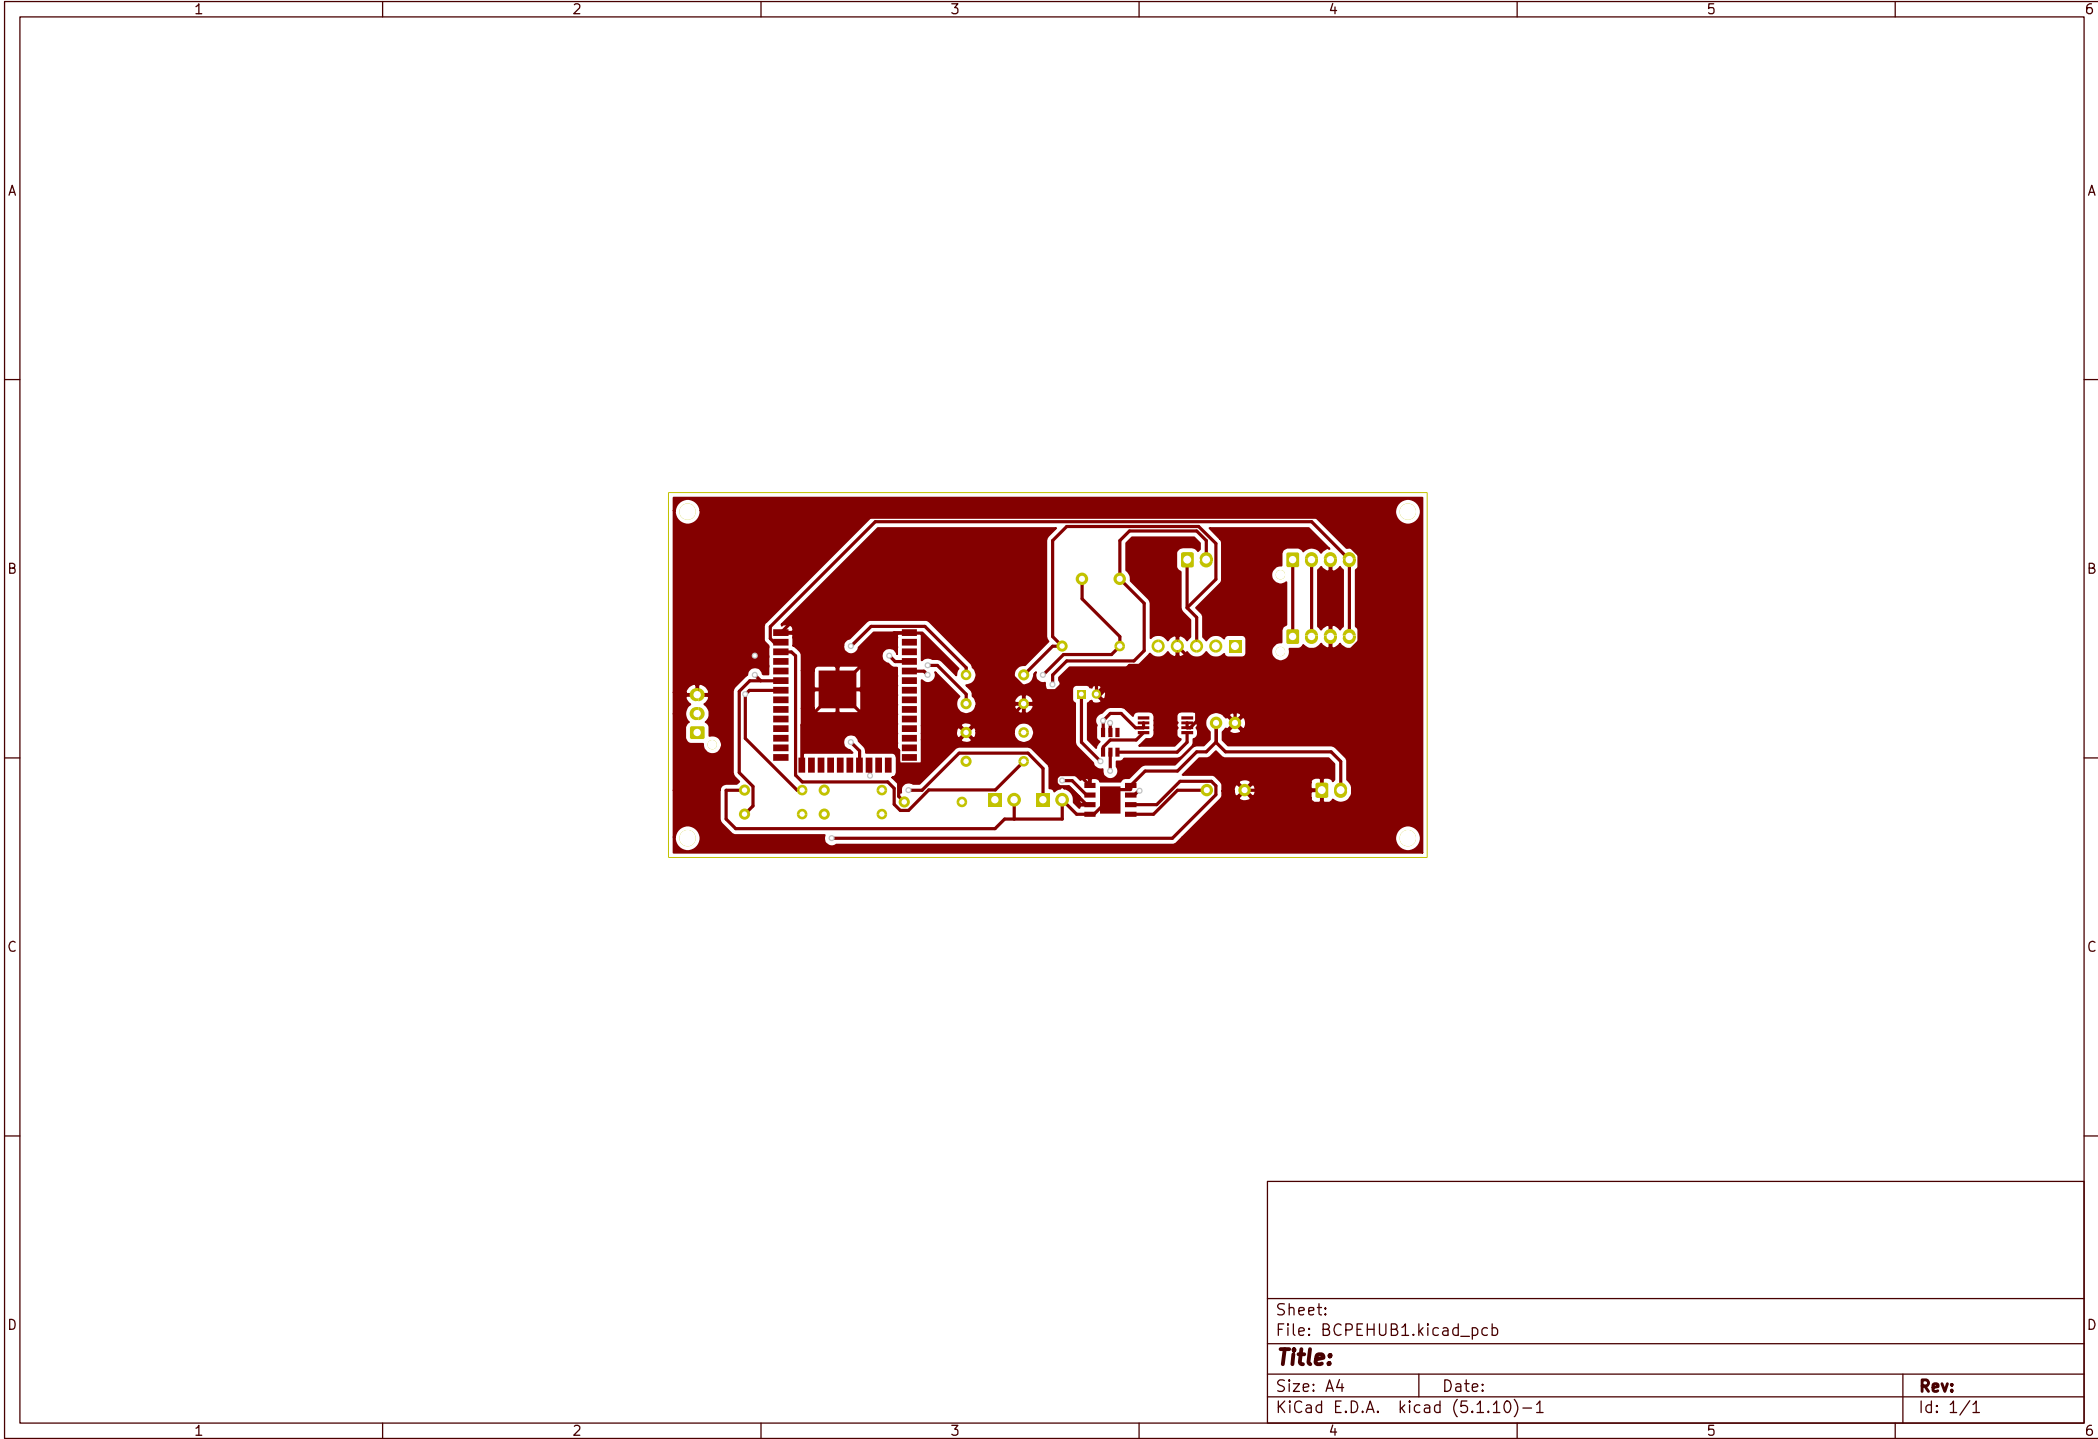 1 2 3 4 5 6
A A
B B
C C
D D
Sheet:
File: BCPEHUB1.kicad_pcb
Title:
Size: A4 Date: Rev:
KiCad E.D.A. kicad (5.1.10)-1 Id: 1/1
1 2 3 4 5 6